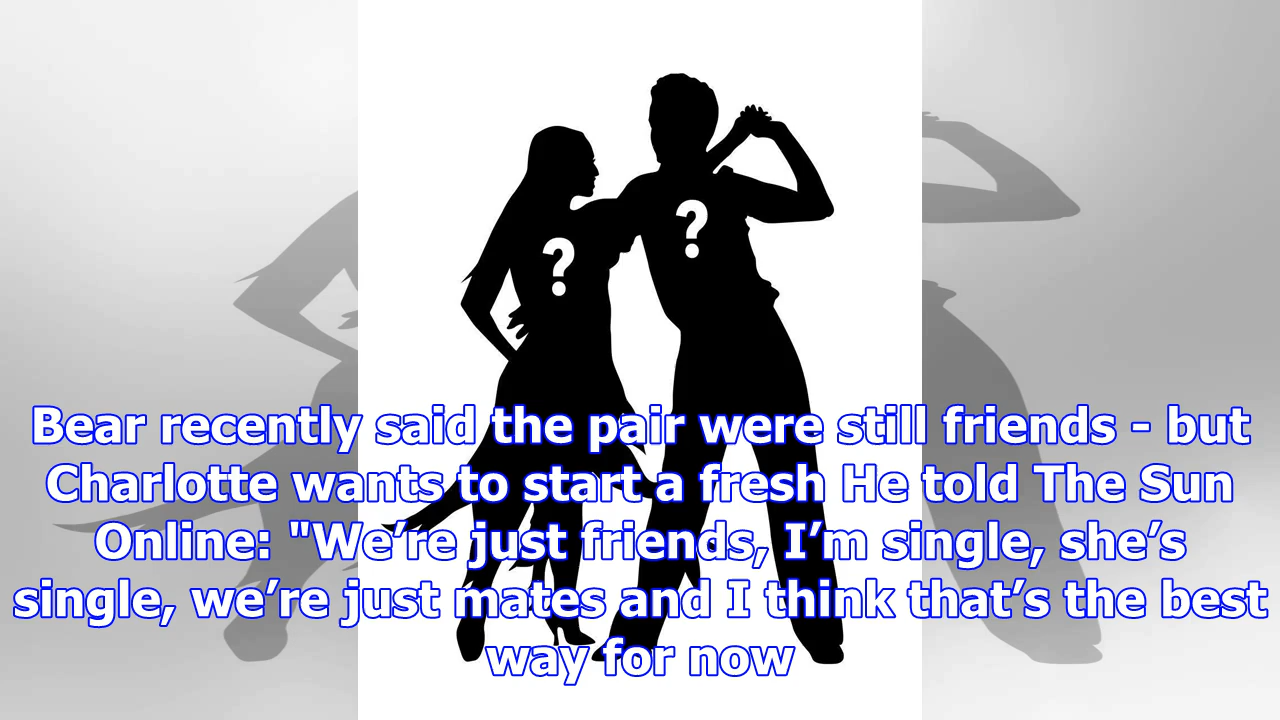 ?
?
Bear recently said the pair were still friends - but
Charlotte wants to start a fresh He told The Sun
Online: "We’re just friends, I’m single, she’s
single, we’re just mates and I think that’s the best
way for now